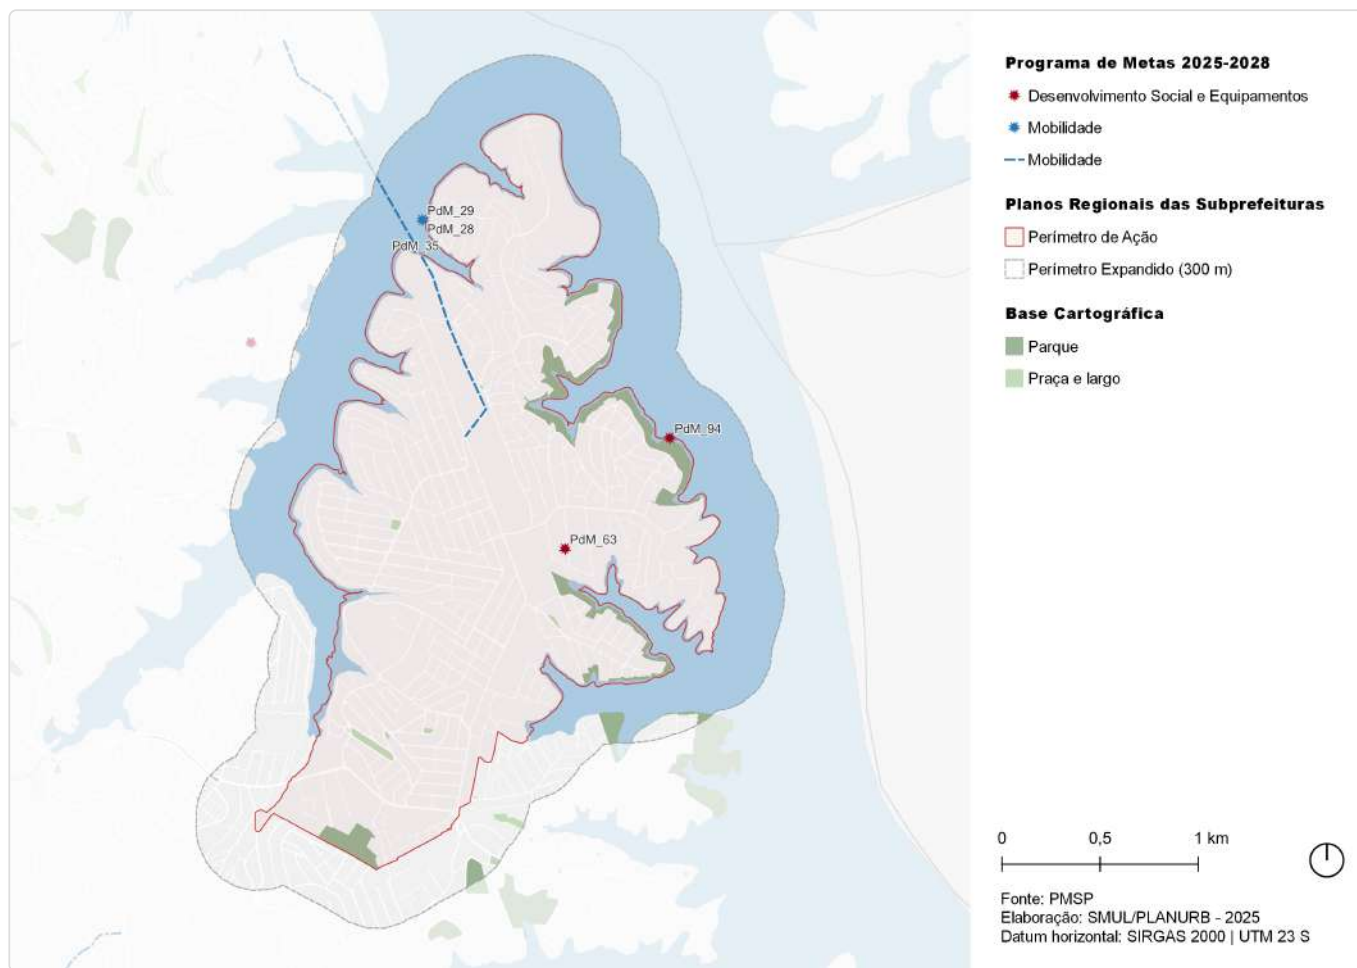 PdM_29
PdM_28
PdM_35
PdM_94
PdM_63
Programa de Metas 2025-2028
Desenvolvimento Social e Equipamentos
Mobilidade
Mobilidade
Planos Regionais das Subprefeituras
Perímetro de Ação
Perímetro Expandido (300 m)
Base Cartográfica
Parque
Praça e largo
0 0,5 1 km
Fonte: PMSP
Elaboração: SMUL/PLANURB - 2025
Datum horizontal: SIRGAS 2000 | UTM 23 S